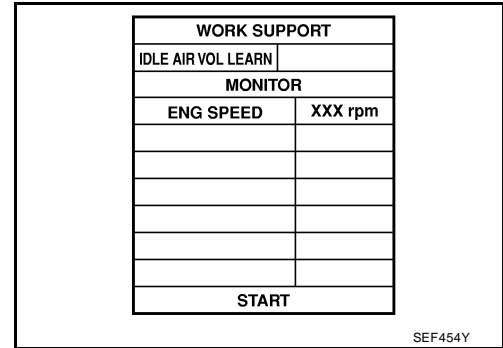 WORK SUPPORT
IDLE AIR VOL LEARN
MONITOR
ENG SPEED XXX rpm
START
SEF454Y